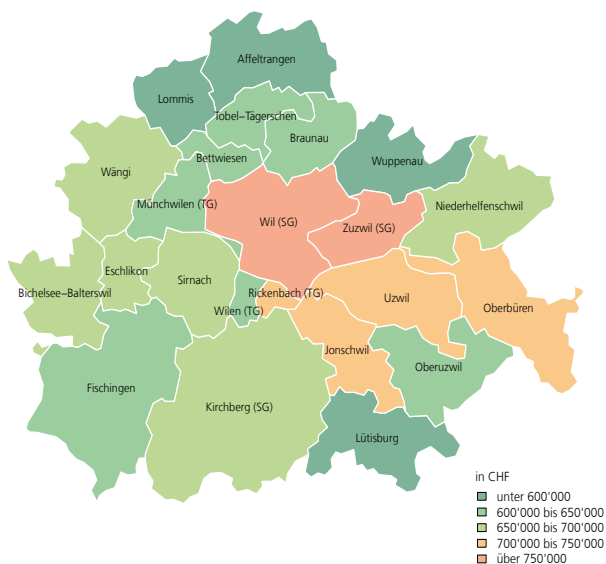 Affeltrangen
Lommis
Tobel–Tägerschen
Braunau
Bettwiesen
Wuppenau
Wängi
Münchwilen (TG)
Niederhelfenschwil
Wil (SG)
Zuzwil (SG)
Eschlikon
Sirnach
Bichelsee–Balterswil
Rickenbach (TG)
Uzwil
Oberbüren
Wilen (TG)
Jonschwil
Oberuzwil
Fischingen
Kirchberg (SG)
Lütisburg
in CHF
unter 600'000
600'000 bis 650'000
650'000 bis 700'000
700'000 bis 750'000
über 750'000